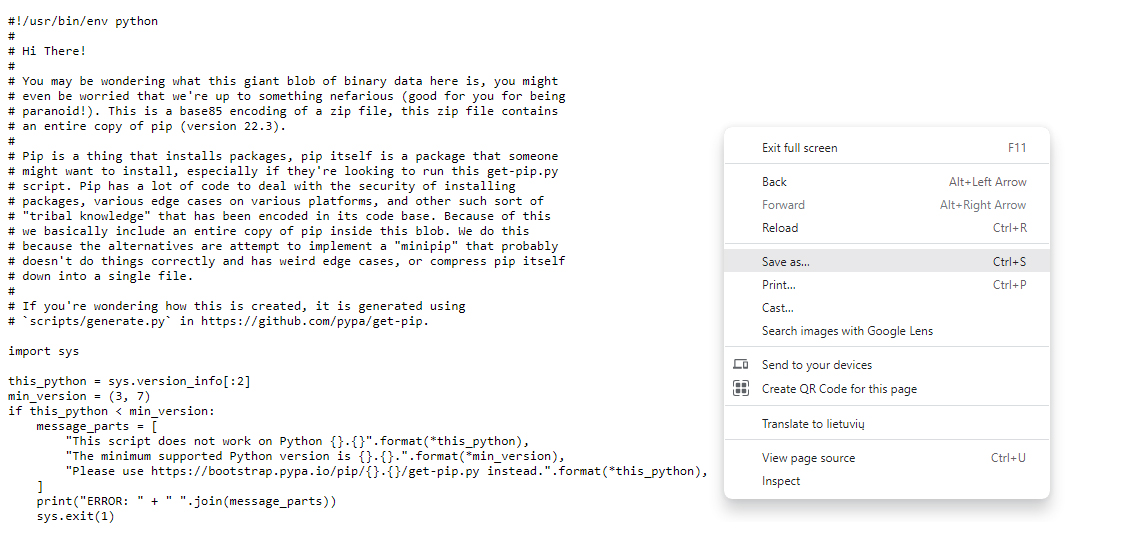 #!/usr/bin/env python
#
# Hi There!
#
# You may be wondering what this giant blob of binary data here is, you might
# even be worried that we're up to something nefarious (good for you for being
# paranoid!). This is a base85 encoding of a zip file, this zip file contains
# an entire copy of pip (version 22.3).
#
# Pip is a thing that installs packages, pip itself is a package that someone
# might want to install, especially if they're looking to run this get-pip.py
# script. Pip has a lot of code to deal with the security of installing
# packages, various edge cases on various platforms, and other such sort of
# "tribal knowledge" that has been encoded in its code base. Because of this
# we basically include an entire copy of pip inside this blob. We do this
# because the alternatives are attempt to implement a "minipip" that probably
# doesn't do things correctly and has weird edge cases, or compress pip itself
# down into a single file.
#
# If you're wondering how this is created, it is generated using
# `scripts/generate.py` in https://github.com/pypa/get-pip.

import sys

this_python = sys.version_info[:2]
min_version = (3, 7)
if this_python < min_version:
    message_parts = [
        "This script does not work on Python {}.{}".format(*this_python),
        "The minimum supported Python version is {}.{}.".format(*min_version),
        "Please use https://bootstrap.pypa.io/pip/{}.{}/get-pip.py instead.".format(*this_python),
    ]
    print("ERROR: " + " ".join(message_parts))
    sys.exit(1)
Exit full screen F11
Back Alt+Left Arrow
Forward Alt+Right Arrow
Reload Ctrl+R
Save as... Ctrl+S
Print... Ctrl+P
Cast...
Search images with Google Lens
Send to your devices
Create QR Code for this page
Translate to lietuvių
View page source Ctrl+U
Inspect